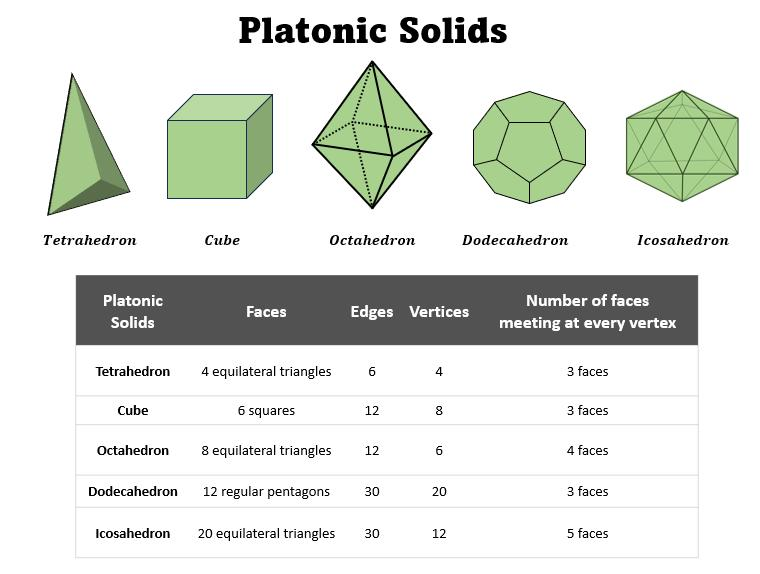 Platonic Solids
Tetrahedron Cube Octahedron Dodecahedron Icosahedron
Platonic Solids Faces Edges Vertices Number of faces meeting at every vertex
Tetrahedron 4 equilateral triangles 6 4 3 faces
Cube 6 squares 12 8 3 faces
Octahedron 8 equilateral triangles 12 6 4 faces
Dodecahedron 12 regular pentagons 30 20 3 faces
Icosahedron 20 equilateral triangles 30 12 5 faces